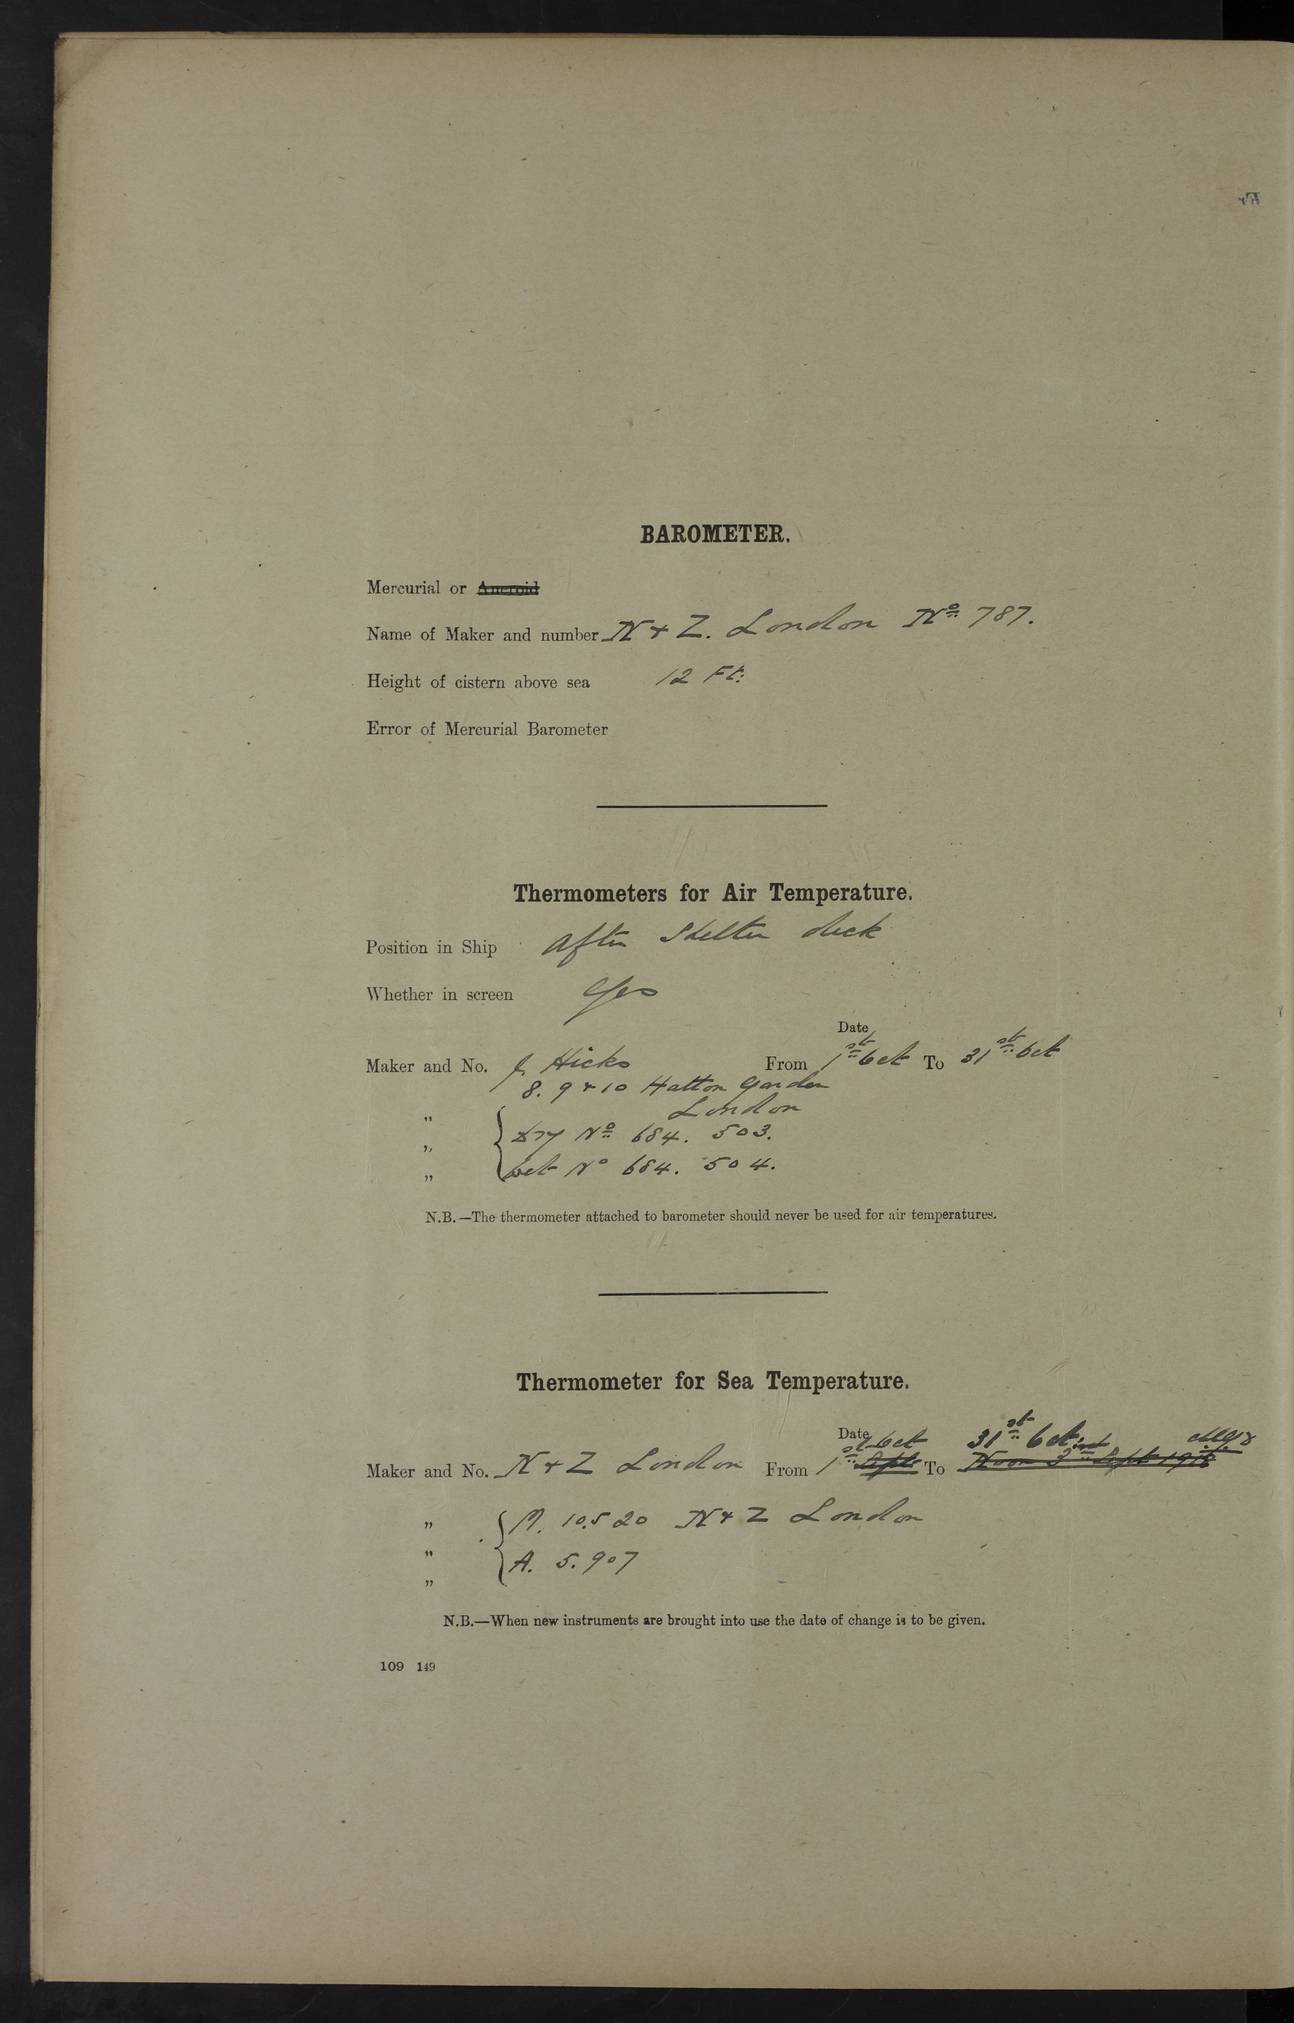 BAROMETER.
Mercurial or Aneroid
Name of Maker and number N & Z. London No 787.
Height of cistern above sea 12 Ft.
Error of Mercurial Barometer
Thermometers for Air Temperature.
Position in Ship After Shelter deck
Whether in screen Yes
Date
Maker and No. J. Hicks From 1st Oct To 31st Oct
8. 9 & 10 Hatton Garden
„ London
„ Dry No 684. 503.
„ Wet No 684. 504.
N.B.—The thermometer attached to barometer should never be used for air temperatures.
Thermometer for Sea Temperature.
Date Oct 31st Oct.
Maker and No. N & Z London From 1st Sept To Noon 3rd Sept 1918
„ M. 10.520 N & Z London
„ A. 5.907
„
N.B.—When new instruments are brought into use the date of change is to be given.
109 149